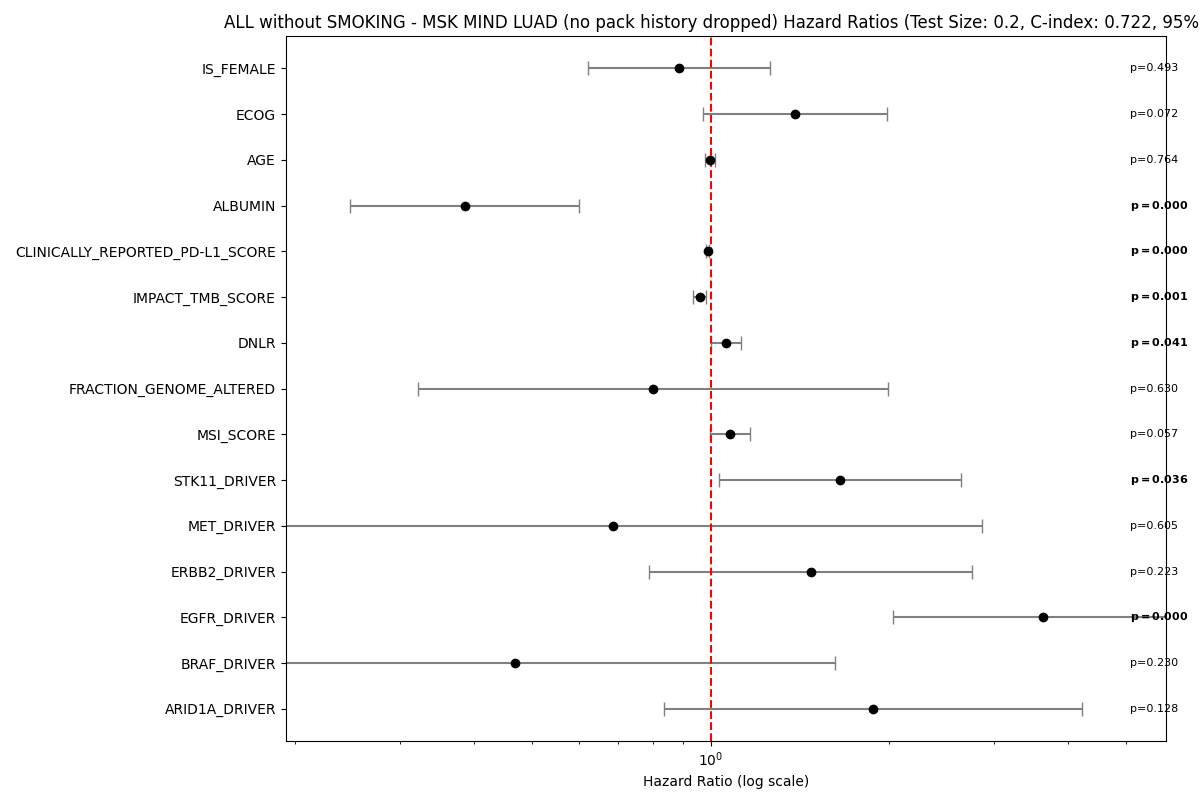 ALL without SMOKING - MSK MIND LUAD (no pack history dropped) Hazard Ratios (Test Size: 0.2, C-index: 0.722, 95%
IS_FEMALE p=0.493
ECOG p=0.072
AGE p=0.764
ALBUMIN p=0.000
CLINICALLY_REPORTED_PD-L1_SCORE p=0.000
IMPACT_TMB_SCORE p=0.001
DNLR p=0.041
FRACTION_GENOME_ALTERED p=0.630
MSI_SCORE p=0.057
STK11_DRIVER p=0.036
MET_DRIVER p=0.605
ERBB2_DRIVER p=0.223
EGFR_DRIVER p=0.000
BRAF_DRIVER p=0.230
ARID1A_DRIVER p=0.128
10⁰
Hazard Ratio (log scale)